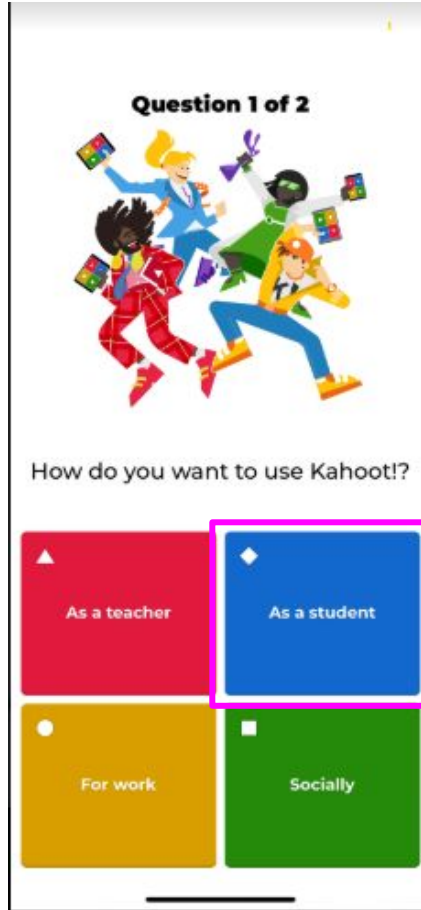 Question 1 of 2
How do you want to use Kahoot!?
As a teacher
As a student
For work
Socially